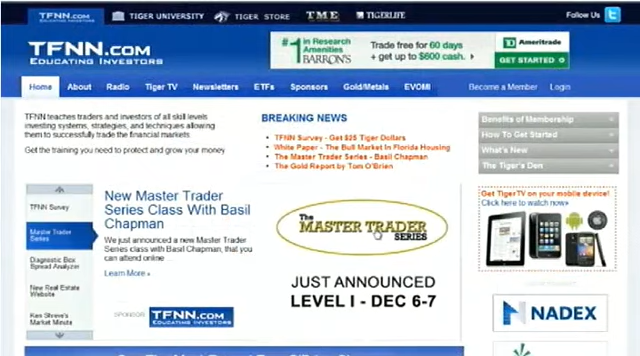 TFNN.COM
TIGER UNIVERSITY
TIGER STORE
TME
TIGERLIFE
Follow Us
TFNN.COM
EDUCATING INVESTORS
#1 in Research Amenities BARRON'S
Trade free for 60 days
+ get up to $600 cash.
Ameritrade
GET STARTED
Home About Radio Tiger TV Newsletters ETFs Sponsors Gold/Metals EVOMI Become a Member Login
TFNN teaches traders and investors of all skill levels
investing systems, strategies, and techniques allowing
them to successfully trade the financial markets.
Get the training you need to protect and grow your money
BREAKING NEWS
TFNN Survey - Get $25 Tiger Dollars
White Paper - The Bull Market In Florida Housing
The Master Trader Series - Basil Chapman
The Gold Report by Tom O'Brien
Benefits of Membership
How To Get Started
What's New
The Tiger's Den
TFNN Survey
Master Trader
Series
Diagnostic Box
Spread Analyzer
New Real Estate
Website
Ken Shreve's
Market Minute
New Master Trader
Series Class With Basil
Chapman
We just announced a new Master Trader
Series class with Basil Chapman, that you
can attend online ...
Learn More
SPONSOR
TFNN.COM
EDUCATING INVESTORS
The
MASTER TRADER
SERIES
JUST ANNOUNCED
LEVEL I - DEC 6-7
Get TigerTV on your mobile device!
Click here to watch now
NADEX